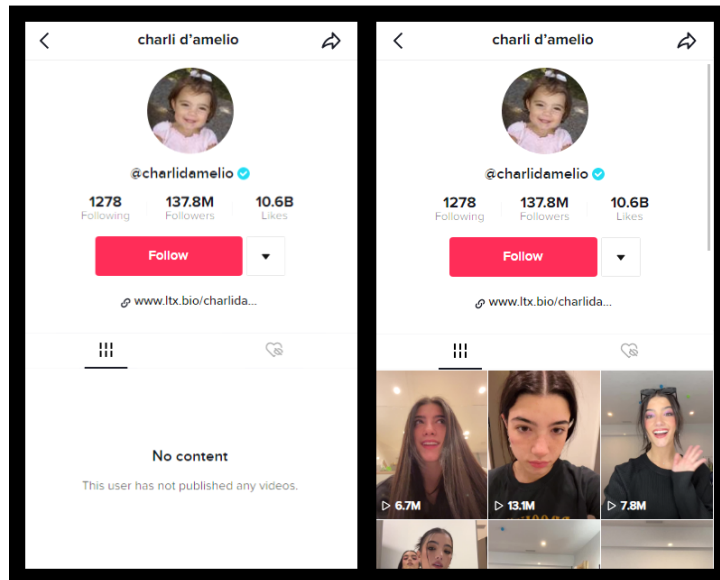 charli d'amelio
@charlidamelio
1278 137.8M 10.6B
Following Followers Likes
Follow
www.ltx.bio/charlida...
No content
This user has not published any videos.
charli d'amelio
@charlidamelio
1278 137.8M 10.6B
Following Followers Likes
Follow
www.ltx.bio/charlida...
6.7M 13.1M 7.8M